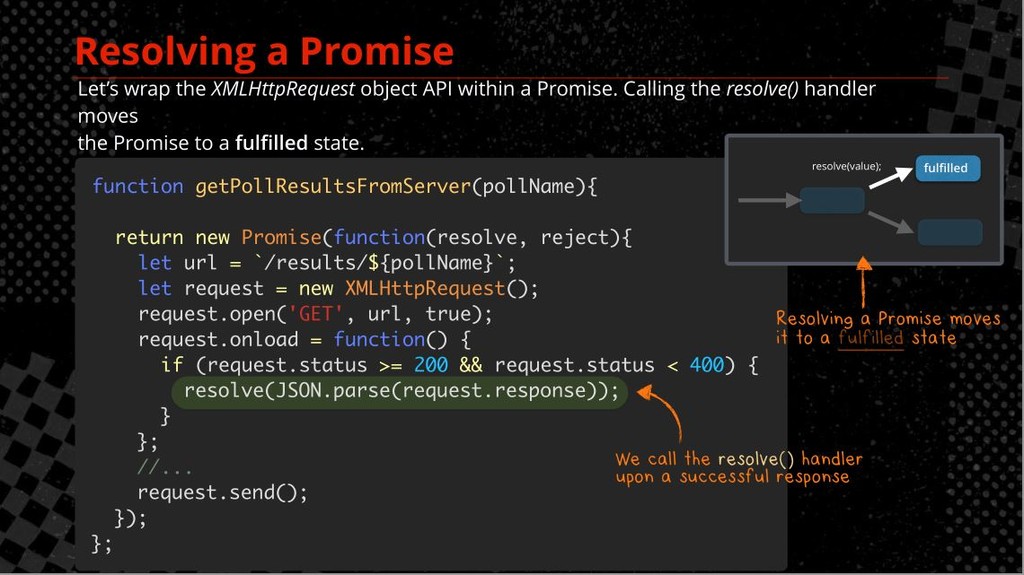 Resolving a Promise
Let’s wrap the XMLHttpRequest object API within a Promise. Calling the resolve() handler
moves
the Promise to a fulfilled state.
function getPollResultsFromServer(pollName){
return new Promise(function(resolve, reject){
let url = `/results/${pollName}`;
let request = new XMLHttpRequest();
request.open('GET', url, true);
request.onload = function() {
if (request.status >= 200 && request.status < 400) {
resolve(JSON.parse(request.response));
}
};
//...
request.send();
});
};
resolve(value);
fulfilled
Resolving a Promise moves
it to a fulfilled state
We call the resolve() handler
upon a successful response